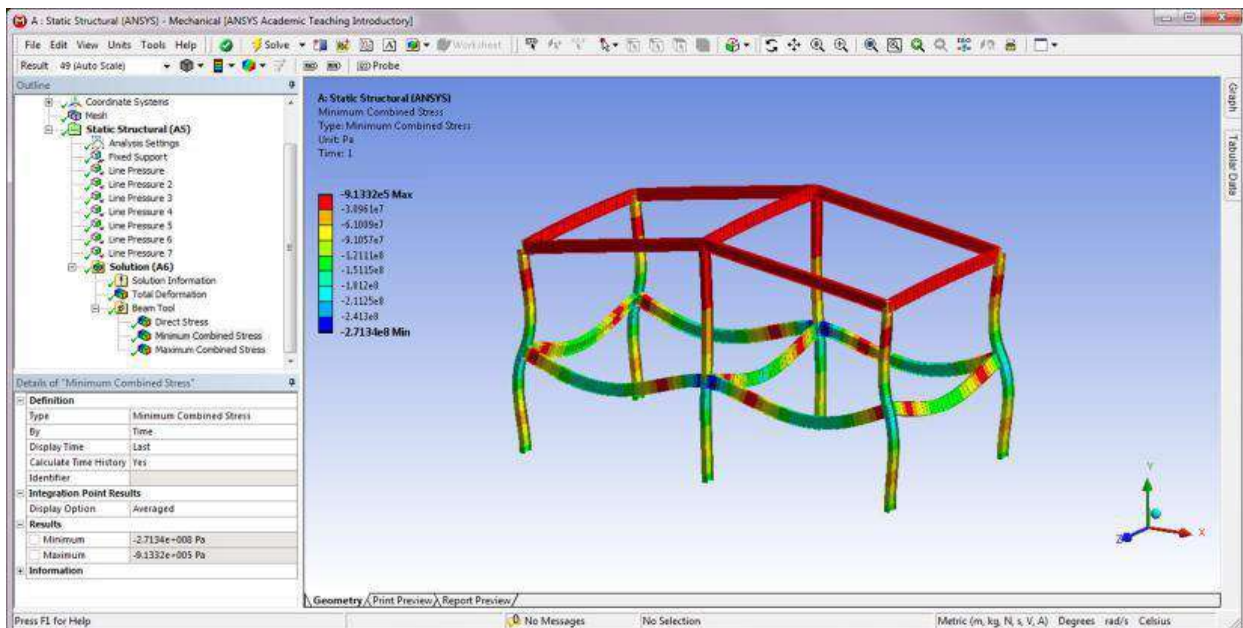 A : Static Structural (ANSYS) - Mechanical [ANSYS Academic Teaching Introductory]
File Edit View Units Tools Help Solve Worksheet
Result 49 (Auto Scale) Probe
Outline
Coordinate Systems
Mesh
Static Structural (A5)
Analysis Settings
Fixed Support
Line Pressure
Line Pressure 2
Line Pressure 3
Line Pressure 4
Line Pressure 5
Line Pressure 6
Line Pressure 7
Solution (A6)
Solution Information
Total Deformation
Beam Tool
Direct Stress
Minimum Combined Stress
Maximum Combined Stress
Details of "Minimum Combined Stress"
Definition
Type Minimum Combined Stress
By Time
Display Time Last
Calculate Time History Yes
Identifier
Integration Point Results
Display Option Averaged
Results
Minimum -2.7134e+008 Pa
Maximum -9.1332e+005 Pa
Information
A: Static Structural (ANSYS)
Minimum Combined Stress
Type: Minimum Combined Stress
Unit: Pa
Time: 1
-9.1332e5 Max
-3.0961e7
-6.1009e7
-9.1057e7
-1.2111e8
-1.5115e8
-1.812e8
-2.1125e8
-2.413e8
-2.7134e8 Min
Y
X
Z
Graph
Tabular Data
Geometry Print Preview Report Preview
Press F1 for Help No Messages No Selection Metric (m, kg, N, s, V, A) Degrees rad/s Celsius